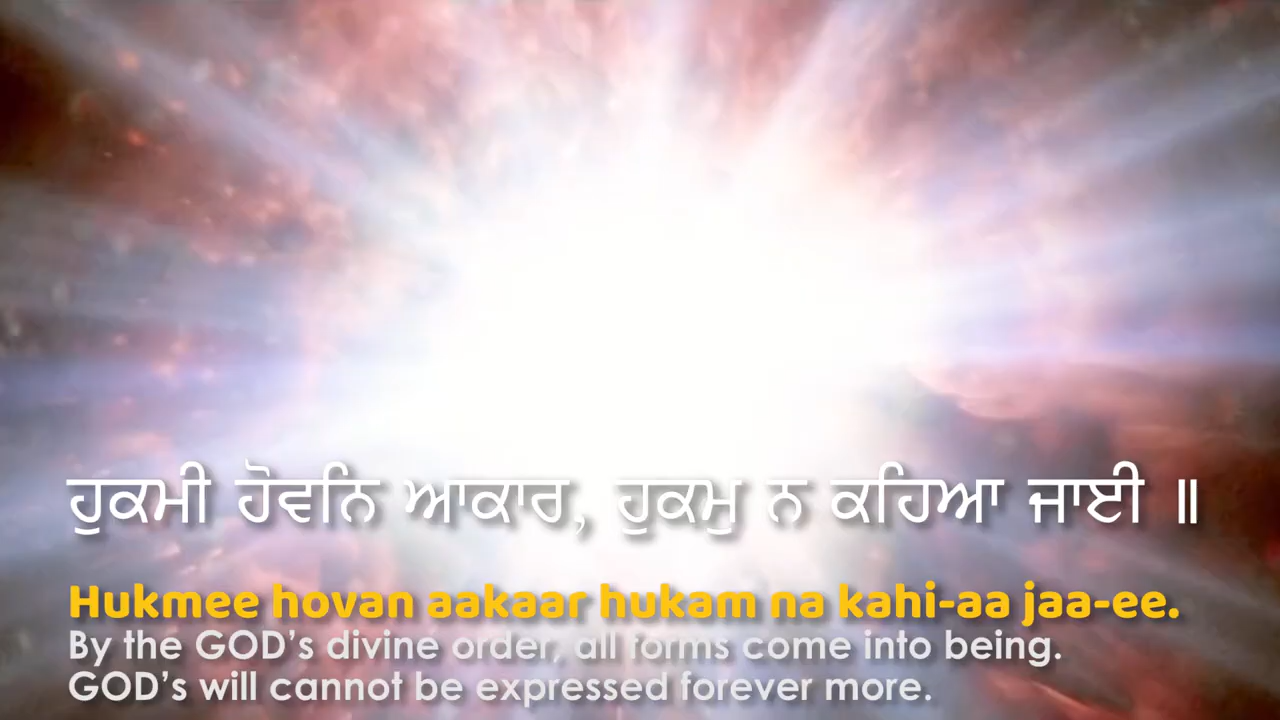 ਹੁਕਮੀ ਹੋਵਨਿ ਆਕਾਰ, ਹੁਕਮੁ ਨ ਕਹਿਆ ਜਾਈ ॥
Hukmee hovan aakaar hukam na kahi-aa jaa-ee.
By the GOD’s divine order, all forms come into being.
GOD’s will cannot be expressed forever more.